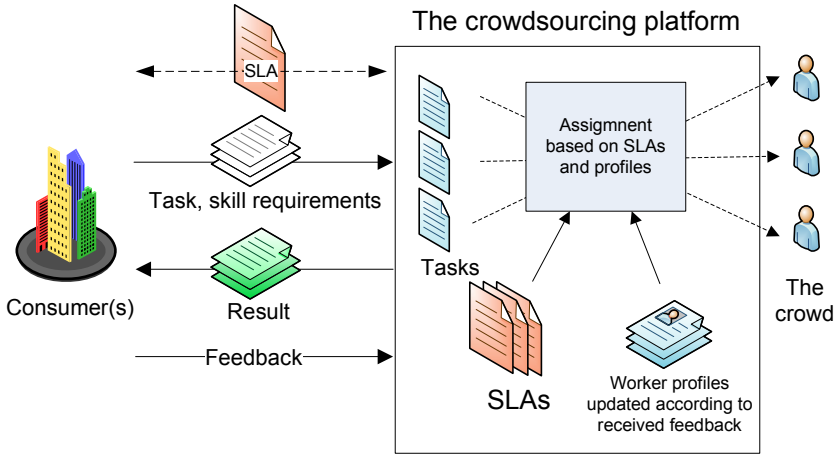 The crowdsourcing platform
SLA
Assigmnent
based on SLAs
and profiles
Task, skill requirements
Tasks
Consumer(s)
Result
The
crowd
Feedback
SLAs
Worker profiles
updated according to
received feedback